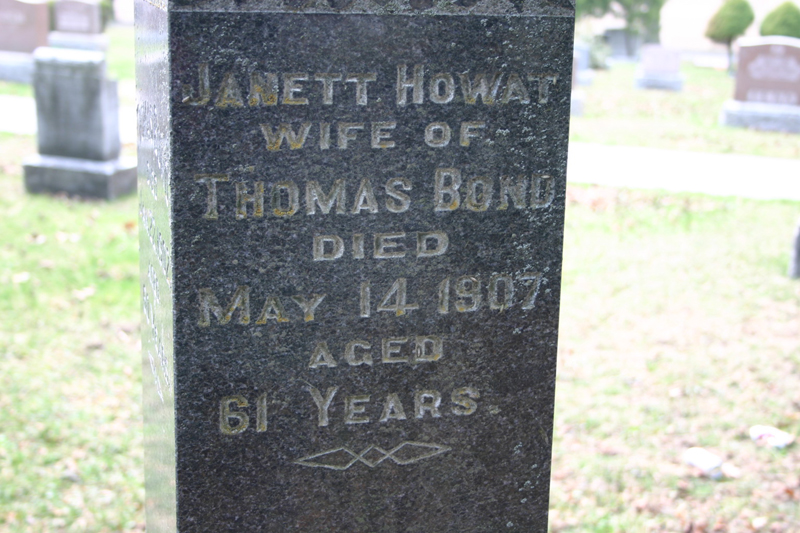 JANETT HOWAT
WIFE OF
THOMAS BOND
DIED
MAY 14 1907
AGED
61 YEARS